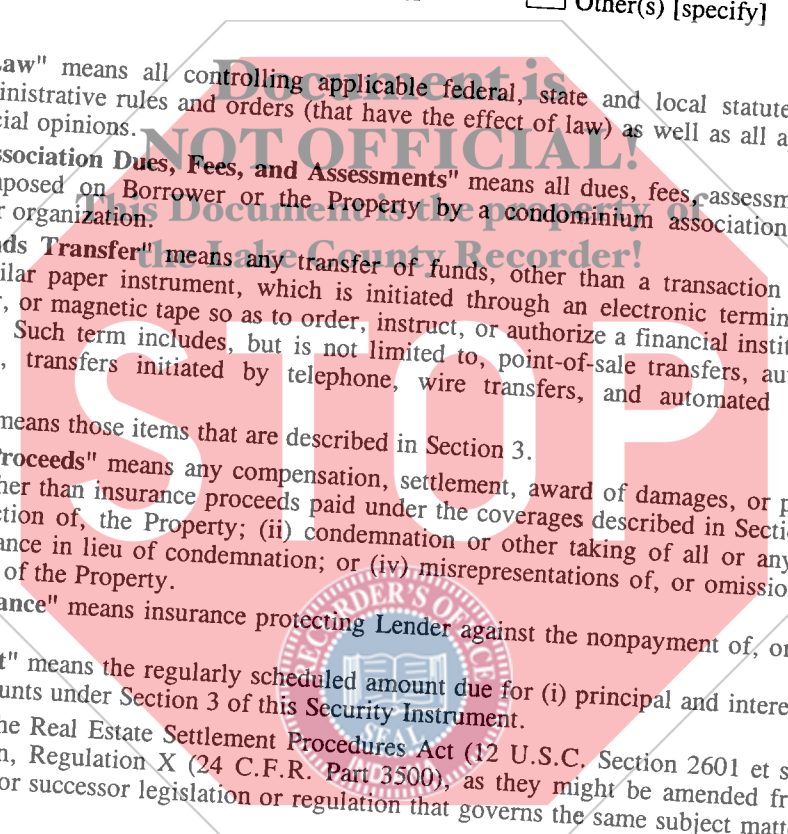 Other(s) [specify]
Law" means all controlling applicable federal, state and local statute
ministrative rules and orders (that have the effect of law) as well as all a
cial opinions.
ssociation Dues, Fees, and Assessments" means all dues, fees, assessm
mposed on Borrower or the Property by a condominium association
r organization.
ds Transfer" means any transfer of funds, other than a transaction
ilar paper instrument, which is initiated through an electronic termin
, or magnetic tape so as to order, instruct, or authorize a financial instit
Such term includes, but is not limited to, point-of-sale transfers, au
, transfers initiated by telephone, wire transfers, and automated
means those items that are described in Section 3.
roceeds" means any compensation, settlement, award of damages, or p
her than insurance proceeds paid under the coverages described in Secti
ction of, the Property; (ii) condemnation or other taking of all or any
ance in lieu of condemnation; or (iv) misrepresentations of, or omissio
of the Property.
ance" means insurance protecting Lender against the nonpayment of, or
t" means the regularly scheduled amount due for (i) principal and intere
unts under Section 3 of this Security Instrument.
he Real Estate Settlement Procedures Act (12 U.S.C. Section 2601 et s
n, Regulation X (24 C.F.R. Part 3500), as they might be amended fr
or successor legislation or regulation that governs the same subject matt
Document is
NOT OFFICIAL!
This Document is the property of
the Lake County Recorder!
STOP
RECORDER'S OFFICE
SEAL
INDIANA